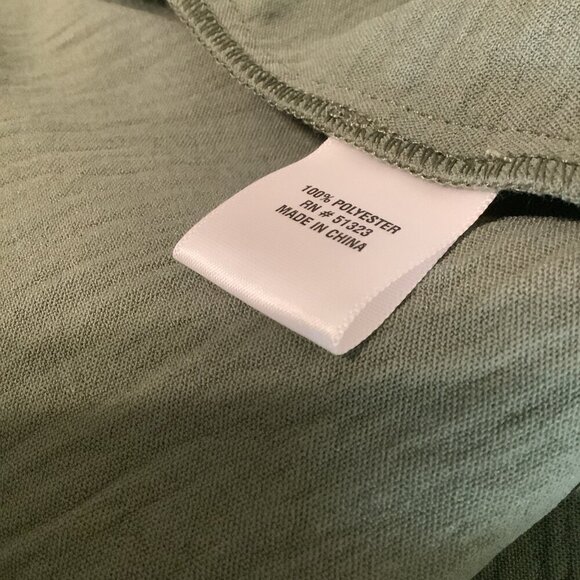 100% POLYESTER
RN # 51323
MADE IN CHINA